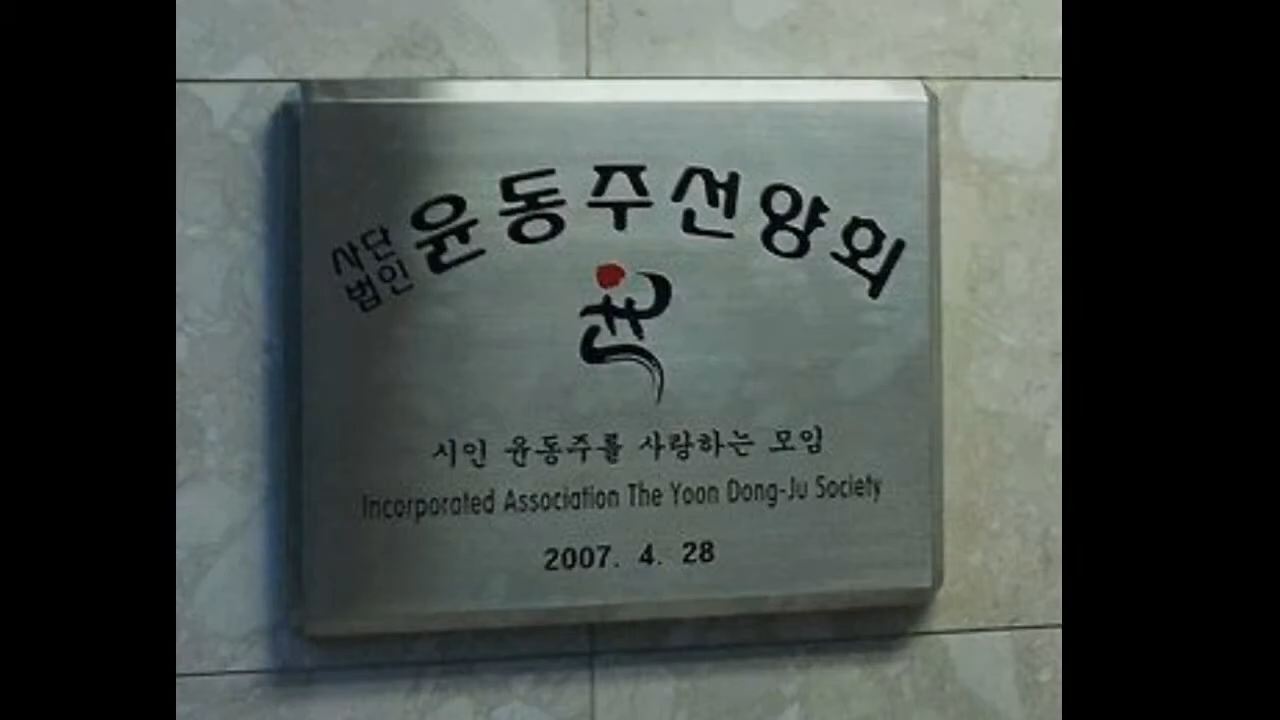 사단
법인 윤동주선양회
시인 윤동주를 사랑하는 모임
Incorporated Association The Yoon Dong-Ju Society
2007. 4. 28